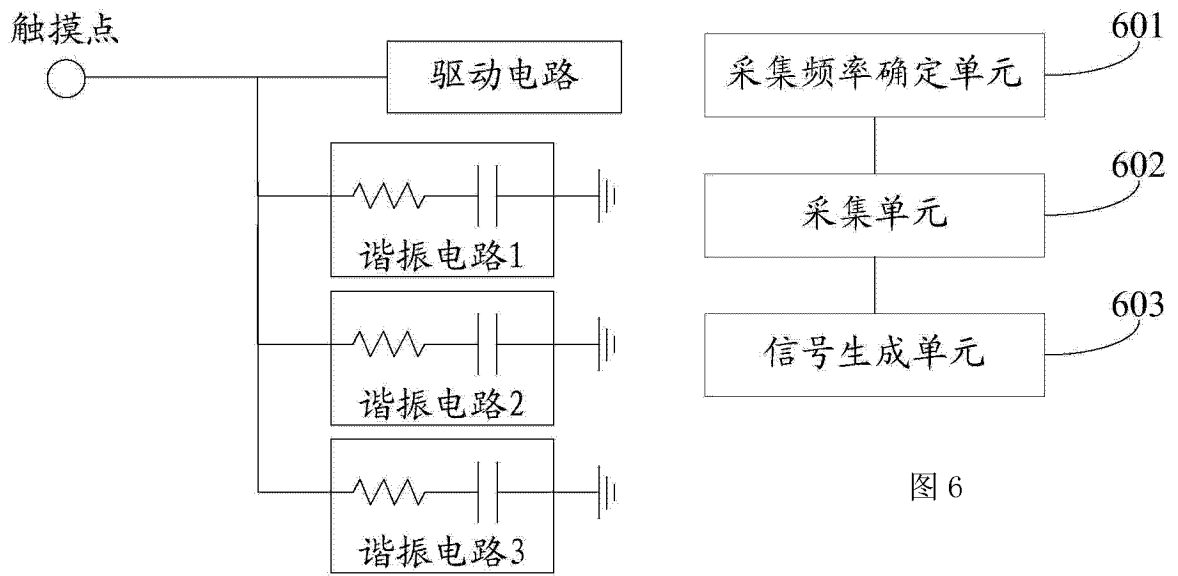 触摸点
驱动电路
谐振电路1
谐振电路2
谐振电路3
601
采集频率确定单元
602
采集单元
603
信号生成单元
图6